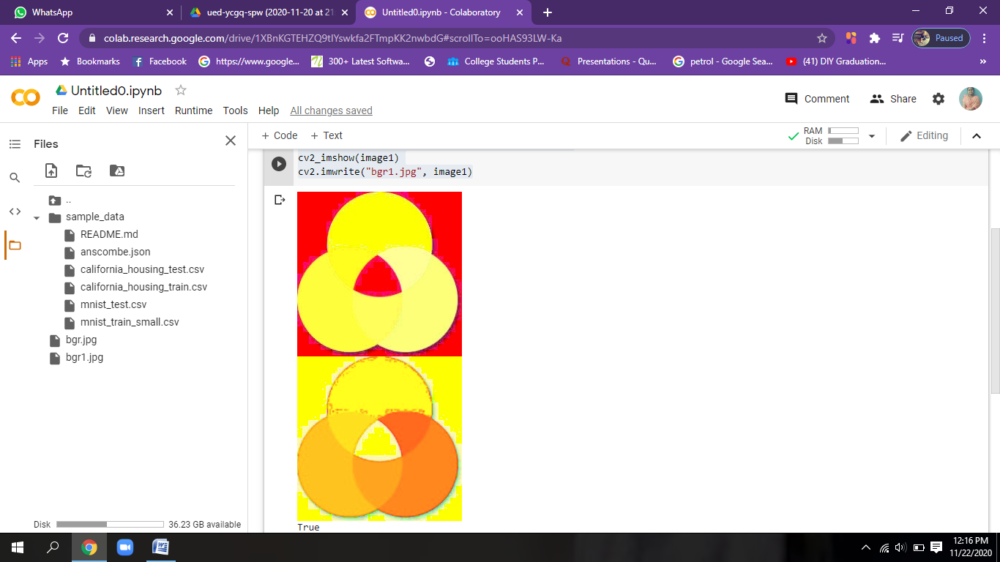 WhatsApp
ued-ycgq-spw (2020-11-20 at 21
Untitled0.ipynb - Colaboratory
colab.research.google.com/drive/1XBnKGTEHZQ9tIYswkfa2FTmpKK2nwbdG#scrollTo=ooHAS93LW-Ka
Paused
Apps
Bookmarks
Facebook
https://www.google...
300+ Latest Softwa...
College Students P...
Presentations - Qu...
petrol - Google Sea...
(41) DIY Graduation...
Untitled0.ipynb
Comment
Share
File Edit View Insert Runtime Tools Help All changes saved
Files
+ Code + Text
RAM
Disk
Editing
cv2_imshow(image1)
cv2.imwrite("bgr1.jpg", image1)
..
sample_data
README.md
anscombe.json
california_housing_test.csv
california_housing_train.csv
mnist_test.csv
mnist_train_small.csv
bgr.jpg
bgr1.jpg
Disk 36.23 GB available
True
12:16 PM
11/22/2020